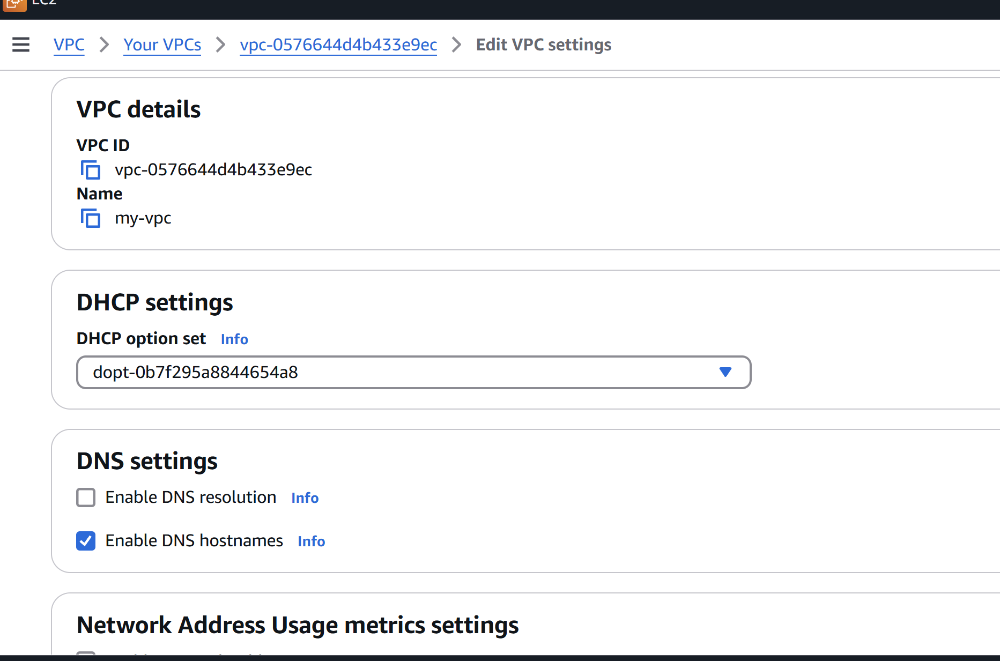 EC2
VPC > Your VPCs > vpc-0576644d4b433e9ec > Edit VPC settings
VPC details
VPC ID
vpc-0576644d4b433e9ec
Name
my-vpc
DHCP settings
DHCP option set Info
dopt-0b7f295a8844654a8
DNS settings
Enable DNS resolution Info
Enable DNS hostnames Info
Network Address Usage metrics settings